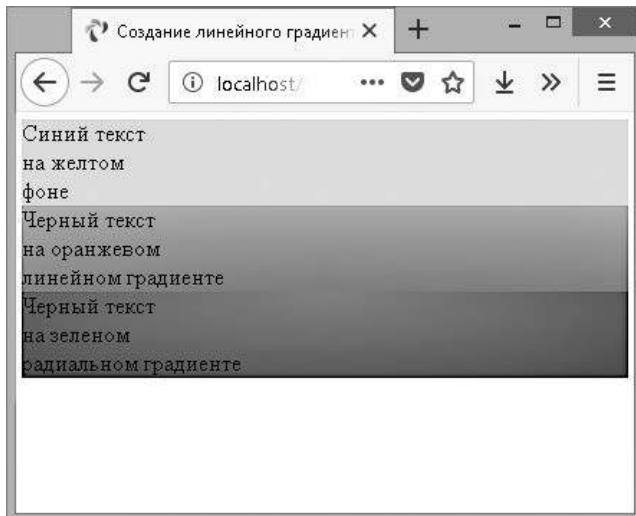 Создание линейного градиен
localhost/
Синий текст
на желтом
фоне
Черный текст
на оранжевом
линейном градиенте
Черный текст
на зеленом
радиальном градиенте